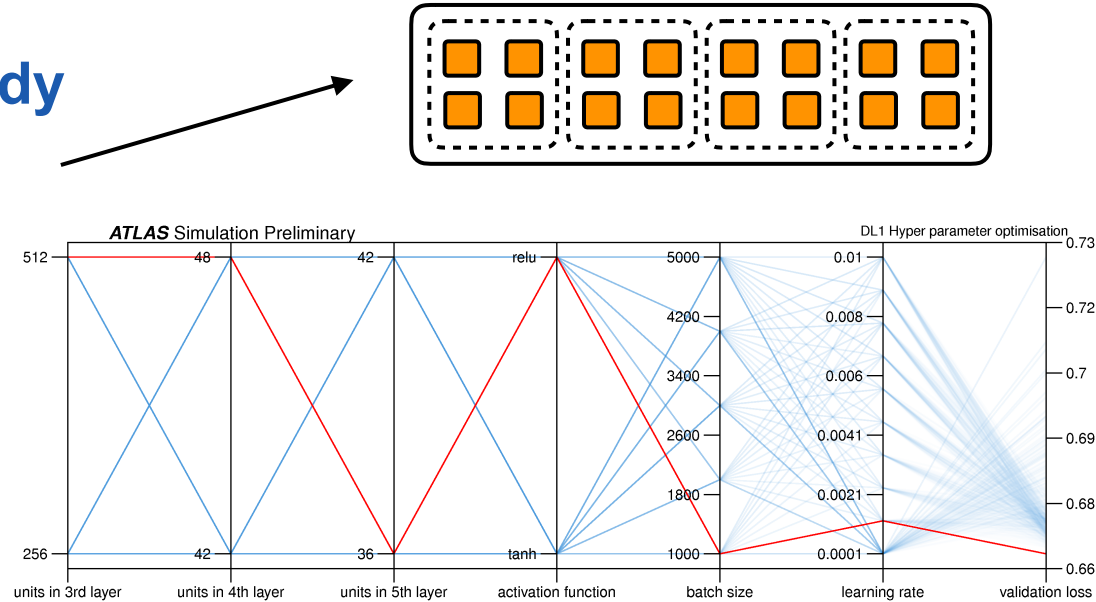 dy
ATLAS Simulation Preliminary
DL1 Hyper parameter optimisation
512
256
units in 3rd layer
48
42
units in 4th layer
42
36
units in 5th layer
relu
tanh
activation function
5000
4200
3400
2600
1800
1000
batch size
0.01
0.008
0.006
0.0041
0.0021
0.0001
learning rate
0.73
0.72
0.7
0.69
0.68
0.66
validation loss